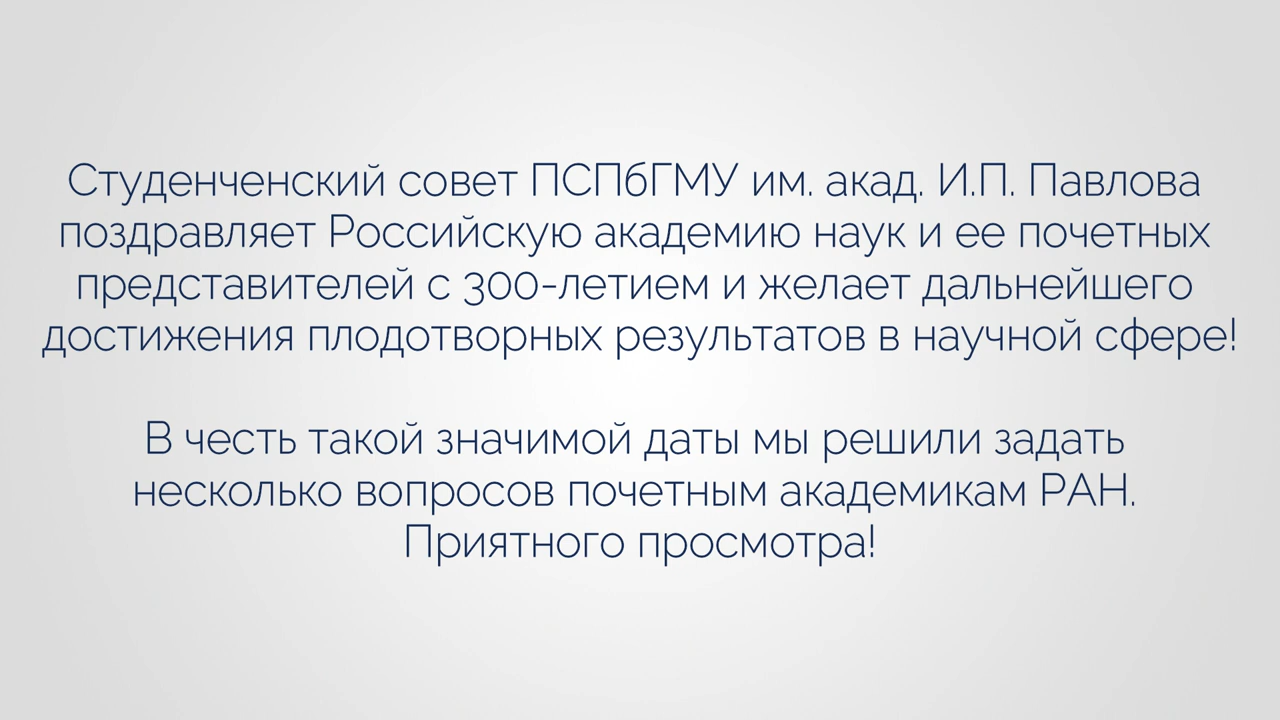 Студенченский совет ПСПбГМУ им. акад. И.П. Павлова
поздравляет Российскую академию наук и ее почетных
представителей с 300-летием и желает дальнейшего
достижения плодотворных результатов в научной сфере!
В честь такой значимой даты мы решили задать
несколько вопросов почетным академикам РАН.
Приятного просмотра!